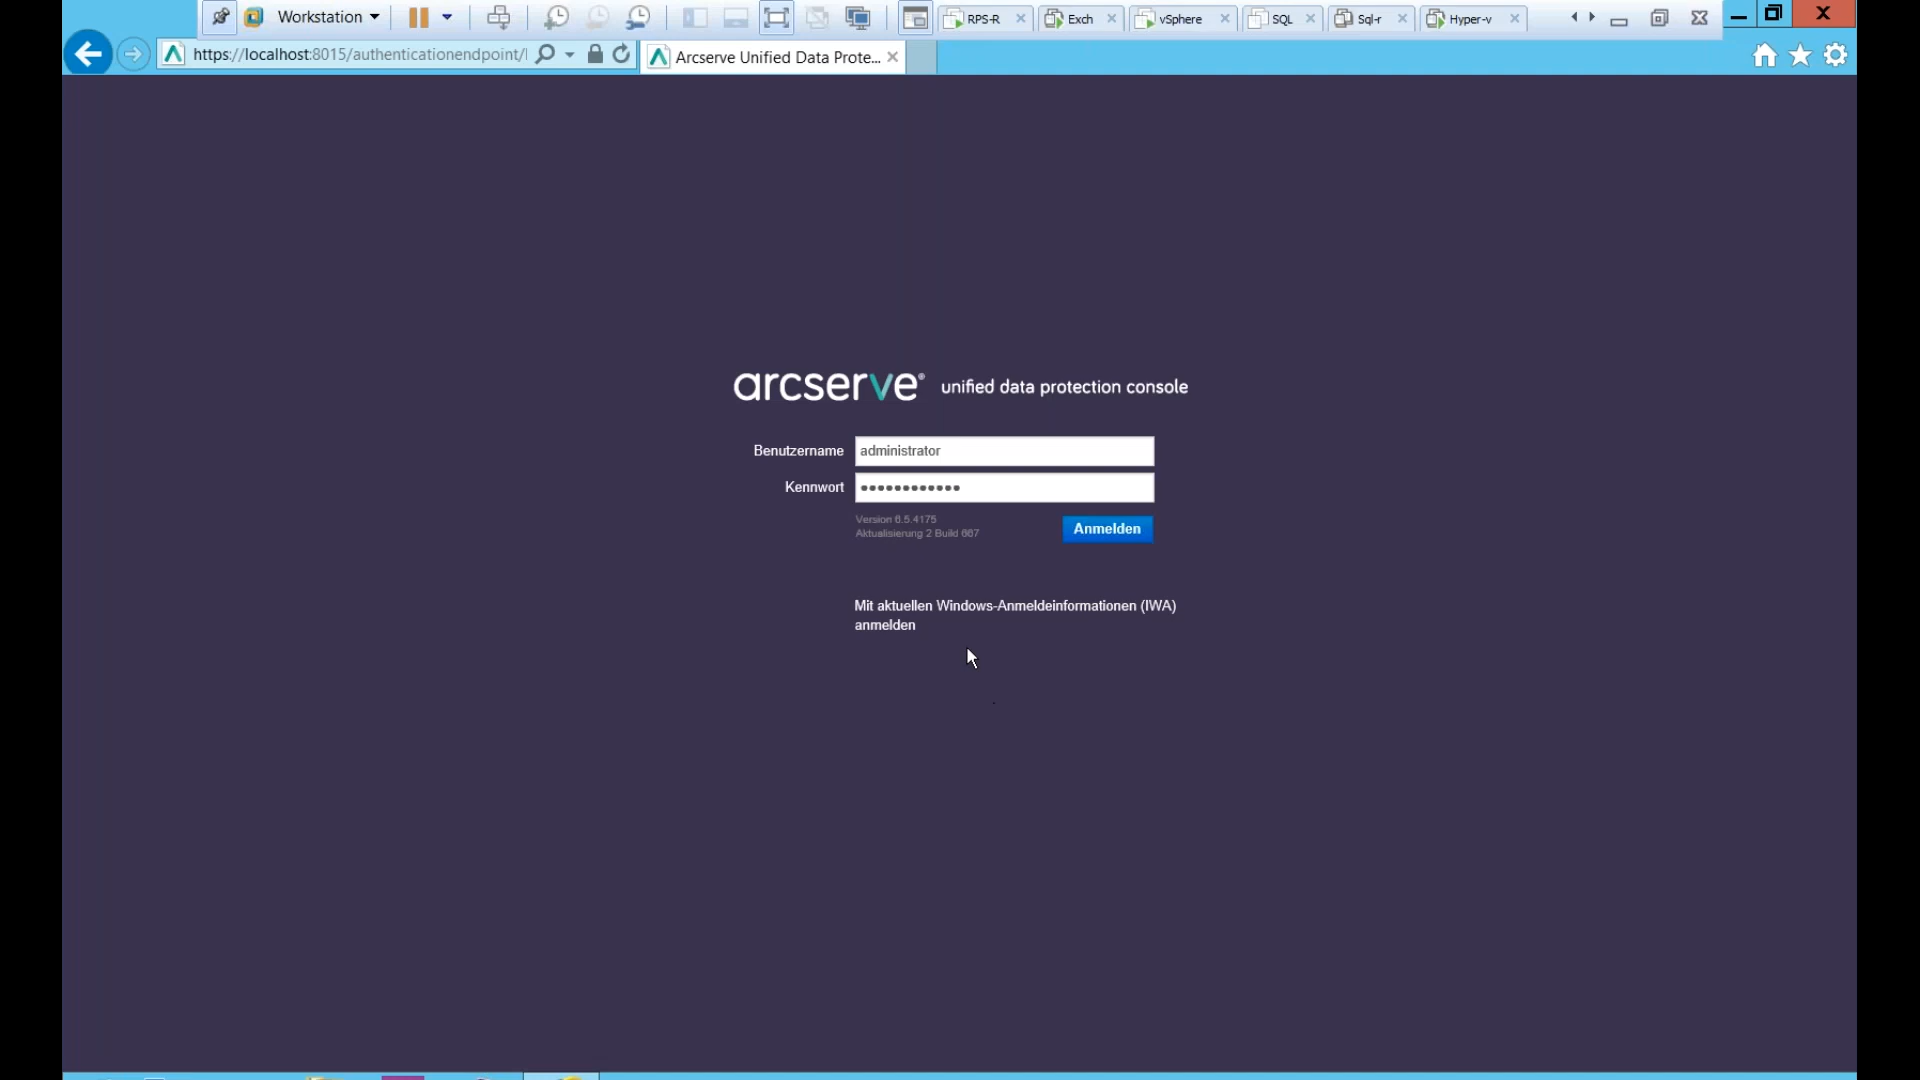 Workstation RPS-R Exch vSphere SQL Sql-r Hyper-v
https://localhost:8015/authenticationendpoint/ Arcserve Unified Data Prote...
arcserve® unified data protection console
Benutzername administrator
Kennwort
Version 6.5.4175
Aktualisierung 2 Build 667
Anmelden
Mit aktuellen Windows-Anmeldeinformationen (IWA)
anmelden